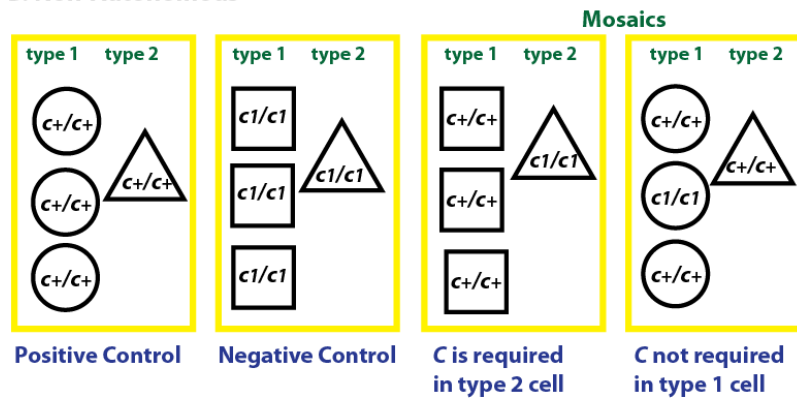 Mosaics
type 1 type 2
c+/c+
c+/c+
c+/c+
c+/c+
Positive Control
type 1 type 2
c1/c1
c1/c1
c1/c1
c1/c1
Negative Control
type 1 type 2
c+/c+
c1/c1
c+/c+
c+/c+
C is required
in type 2 cell
type 1 type 2
c+/c+
c+/c+
c1/c1
c+/c+
C not required
in type 1 cell